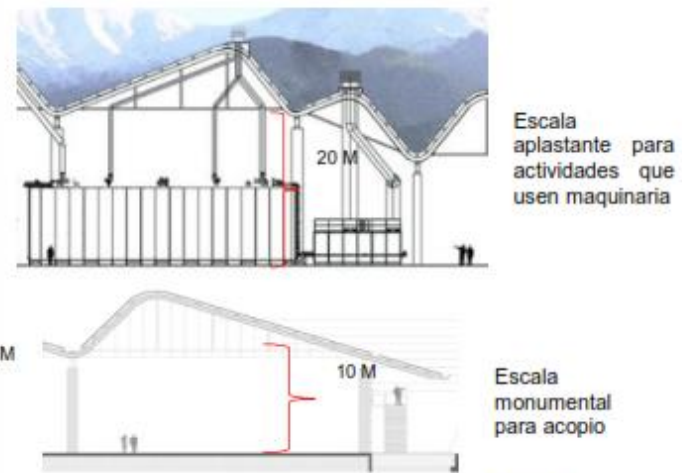 20 M
Escala
aplastante para
actividades que
usen maquinaria
M
10 M
Escala
monumental
para acopio